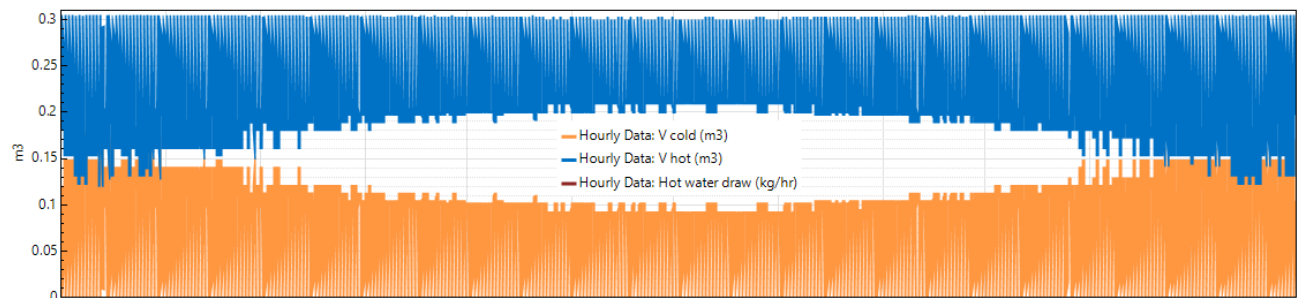 0.3
0.25
0.2
Hourly Data: V cold (m3)
0.15
m3
Hourly Data: V hot (m3)
Hourly Data: Hot water draw (kg/hr)
0.1
0.05
0